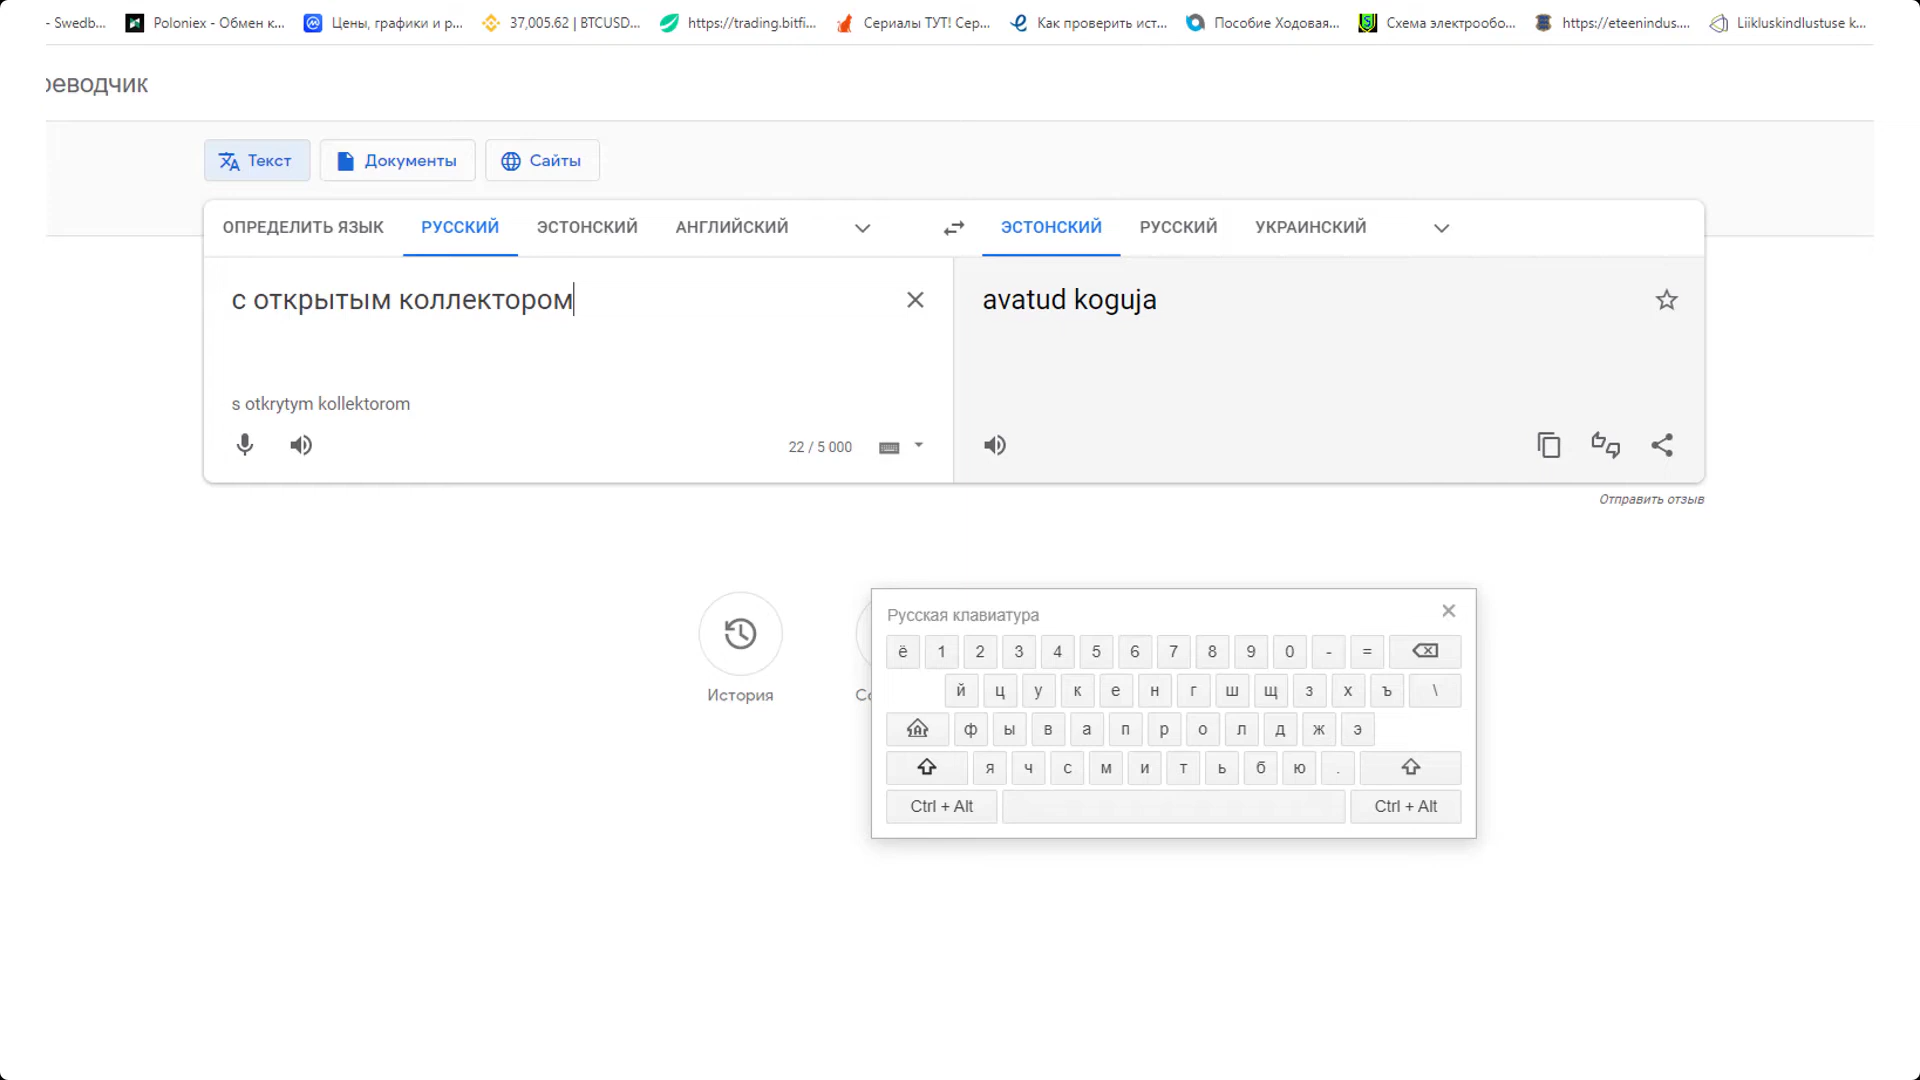 - Swedb... Poloniex - Обмен к... Цены, графики и р... 37,005.62 | BTCUSD... https://trading.bitfi... Сериалы ТУТ! Сер... Как проверить ист... Пособие Ходовая... Схема электрообо... https://eteenindus.... Liikluskindlustuse k...
реводчик
Текст Документы Сайты
ОПРЕДЕЛИТЬ ЯЗЫК РУССКИЙ ЭСТОНСКИЙ АНГЛИЙСКИЙ ЭСТОНСКИЙ РУССКИЙ УКРАИНСКИЙ
с открытым коллектором
avatud koguja
s otkrytym kollektorom
22 / 5 000
Отправить отзыв
История
Со
Русская клавиатура
ё 1 2 3 4 5 6 7 8 9 0 - =
й ц у к е н г ш щ з х ъ \
ф ы в а п р о л д ж э
я ч с м и т ь б ю .
Ctrl + Alt Ctrl + Alt